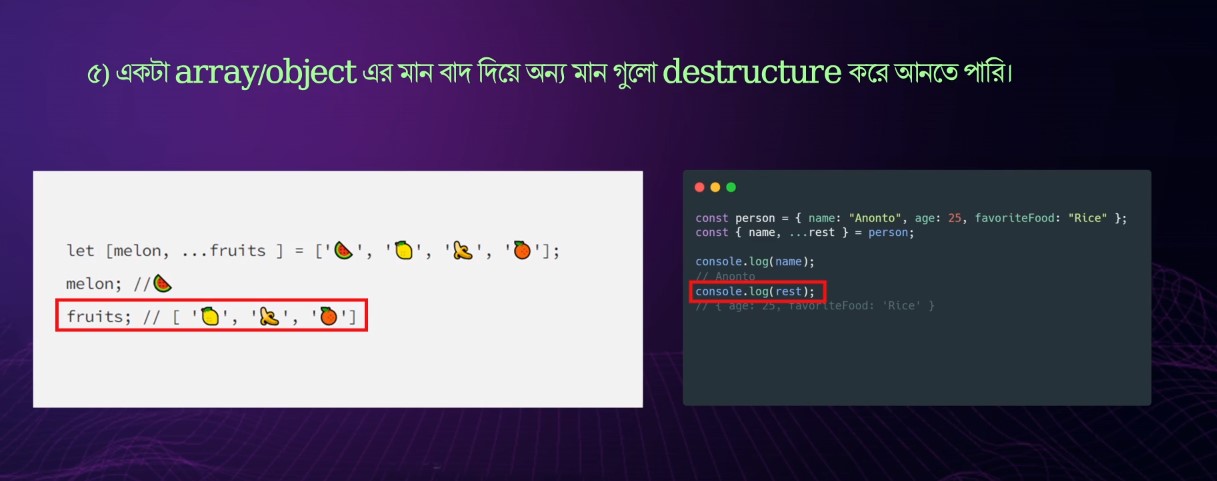 ৫) একটা array/object এর মান বাদ দিয়ে অন্য মান গুলো destructure করে আনতে পারি।
let [melon, ...fruits ] = ['🍉', '🍋', '🍌', '🍊'];
melon; //🍉
fruits; // [ '🍋', '🍌', '🍊']
const person = { name: "Anonto", age: 25, favoriteFood: "Rice" };
const { name, ...rest } = person;
console.log(name);
// Anonto
console.log(rest);
// { age: 25, favoriteFood: 'Rice' }